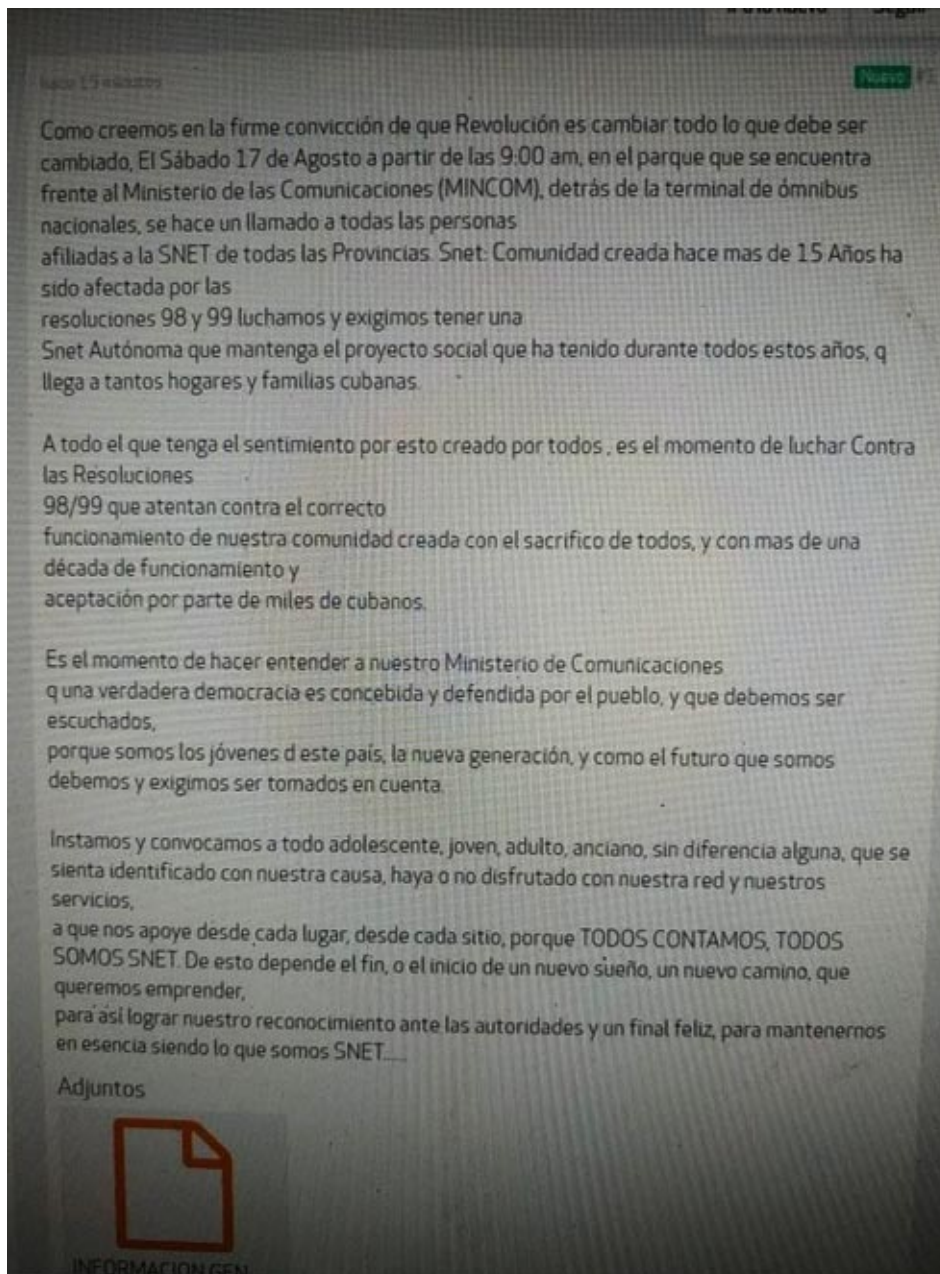 hace 15 minutos
Nuevo
Como creemos en la firme convicción de que Revolución es cambiar todo lo que debe ser
cambiado, El Sábado 17 de Agosto a partir de las 9:00 am, en el parque que se encuentra
frente al Ministerio de las Comunicaciones (MINCOM), detrás de la terminal de ómnibus
nacionales, se hace un llamado a todas las personas
afiliadas a la SNET de todas las Provincias. Snet: Comunidad creada hace mas de 15 Años ha
sido afectada por las
resoluciones 98 y 99 luchamos y exigimos tener una
Snet Autónoma que mantenga el proyecto social que ha tenido durante todos estos años, q
llega a tantos hogares y familias cubanas.
A todo el que tenga el sentimiento por esto creado por todos , es el momento de luchar Contra
las Resoluciones
98/99 que atentan contra el correcto
funcionamiento de nuestra comunidad creada con el sacrifico de todos, y con mas de una
década de funcionamiento y
aceptación por parte de miles de cubanos.
Es el momento de hacer entender a nuestro Ministerio de Comunicaciones
q una verdadera democracia es concebida y defendida por el pueblo, y que debemos ser
escuchados,
porque somos los jóvenes d este país, la nueva generación, y como el futuro que somos
debemos y exigimos ser tomados en cuenta.
Instamos y convocamos a todo adolescente, joven, adulto, anciano, sin diferencia alguna, que se
sienta identificado con nuestra causa, haya o no disfrutado con nuestra red y nuestros
servicios,
a que nos apoye desde cada lugar, desde cada sitio, porque TODOS CONTAMOS, TODOS
SOMOS SNET. De esto depende el fin, o el inicio de un nuevo sueño, un nuevo camino, que
queremos emprender,
para así lograr nuestro reconocimiento ante las autoridades y un final feliz, para mantenernos
en esencia siendo lo que somos SNET......
Adjuntos
INFORMACION GEN